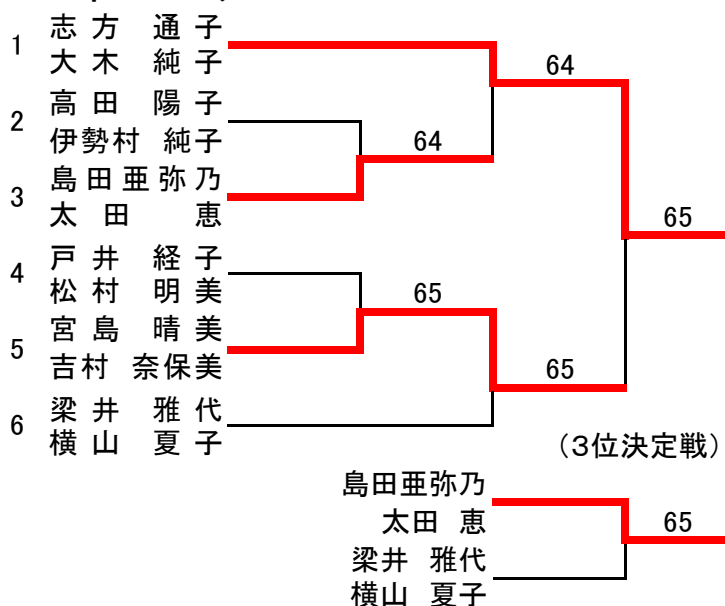 1
志方 通子
大木 純子
2
高田 陽子
伊勢村 純子
3
島田亜弥乃
太田 恵
4
戸井 経子
松村 明美
5
宮島 晴美
吉村 奈保美
6
梁井 雅代
横山 夏子
64
64
65
65
65
(3位決定戦)
島田亜弥乃
太田 恵
梁井 雅代
横山 夏子
65